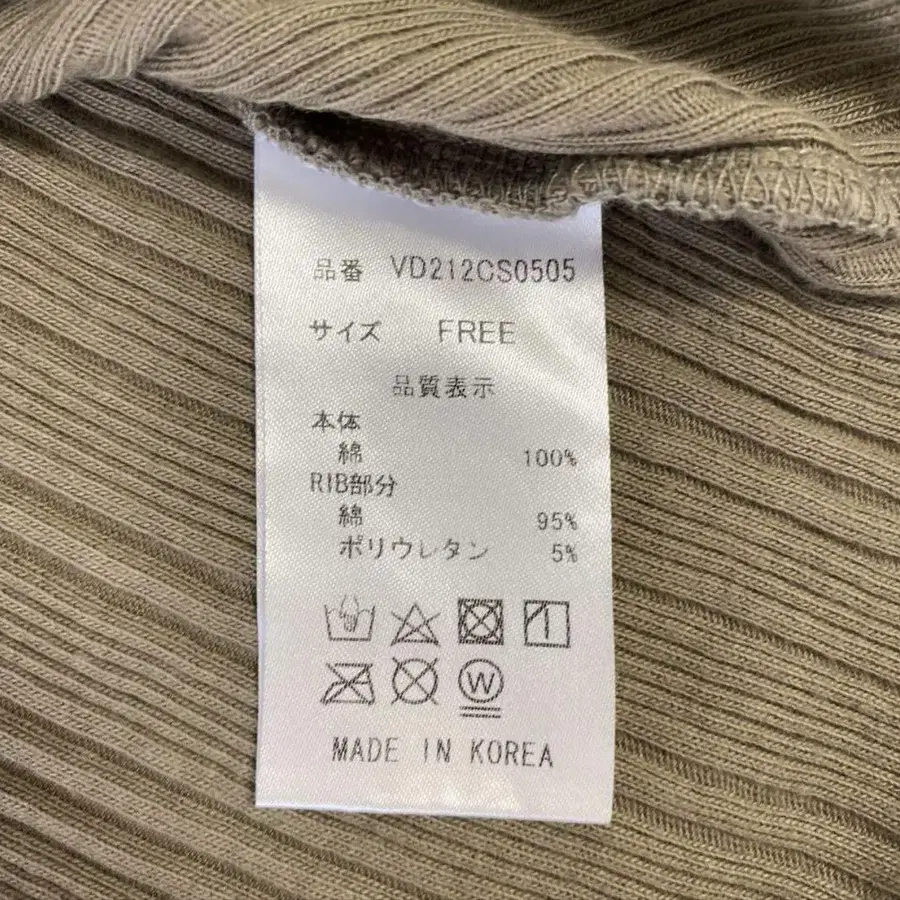 品番 VD212CS0505
サイズ FREE
品質表示
本体
綿 100%
RIB部分
綿 95%
ポリウレタン 5%
W
MADE IN KOREA